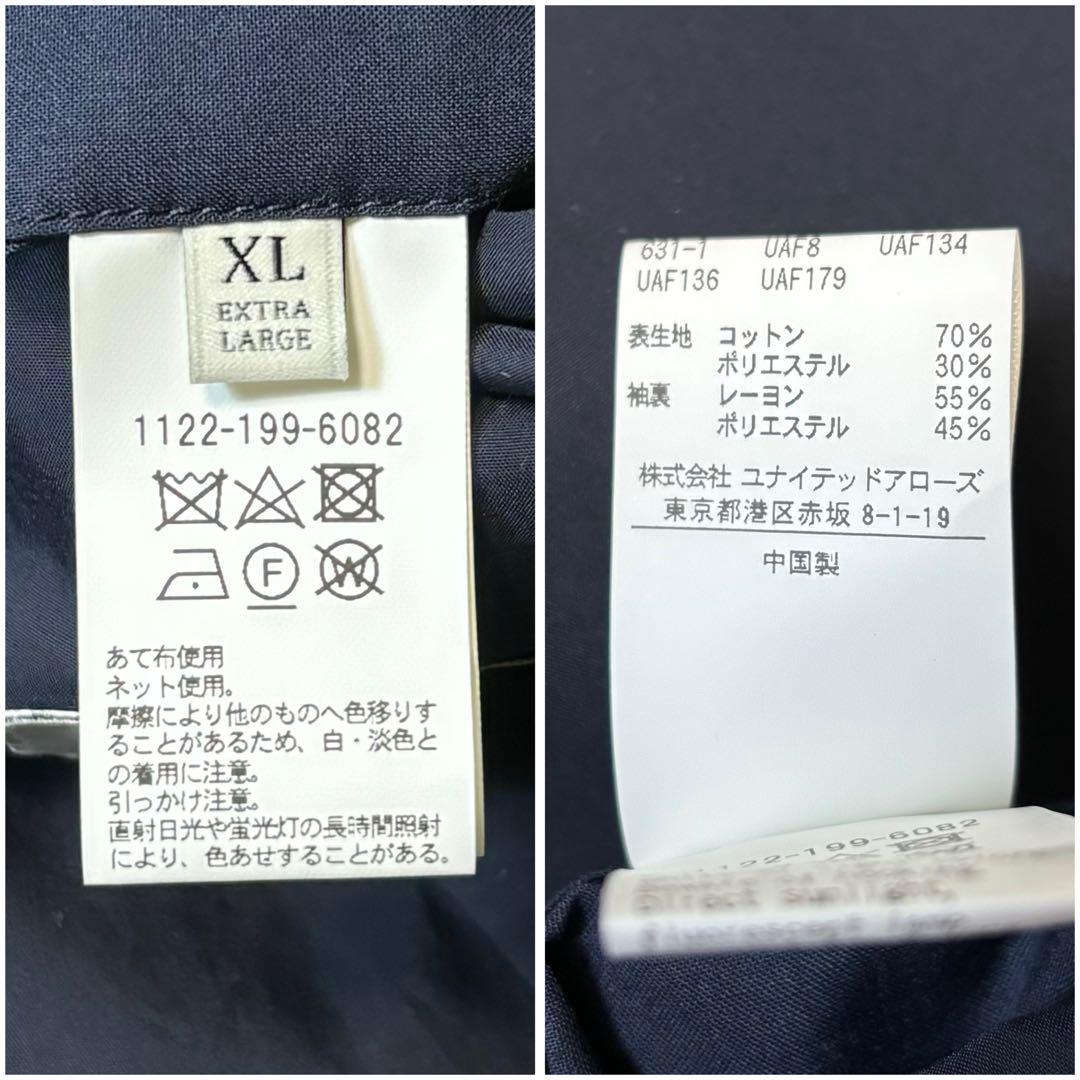 XL
EXTRA
LARGE
1122-199-6082
F
W
あて布使用
ネット使用。
摩擦により他のものへ色移りす
ることがあるため、白・淡色と
の着用に注意。
引っかけ注意。
直射日光や蛍光灯の長時間照射
により、色あせすることがある。
631-1 UAF8 UAF134
UAF136 UAF179
表生地 コットン 70%
ポリエステル 30%
袖裏 レーヨン 55%
ポリエステル 45%
株式会社 ユナイテッドアローズ
東京都港区赤坂 8-1-19
中国製
1122-199-6082
Direct sunlight,